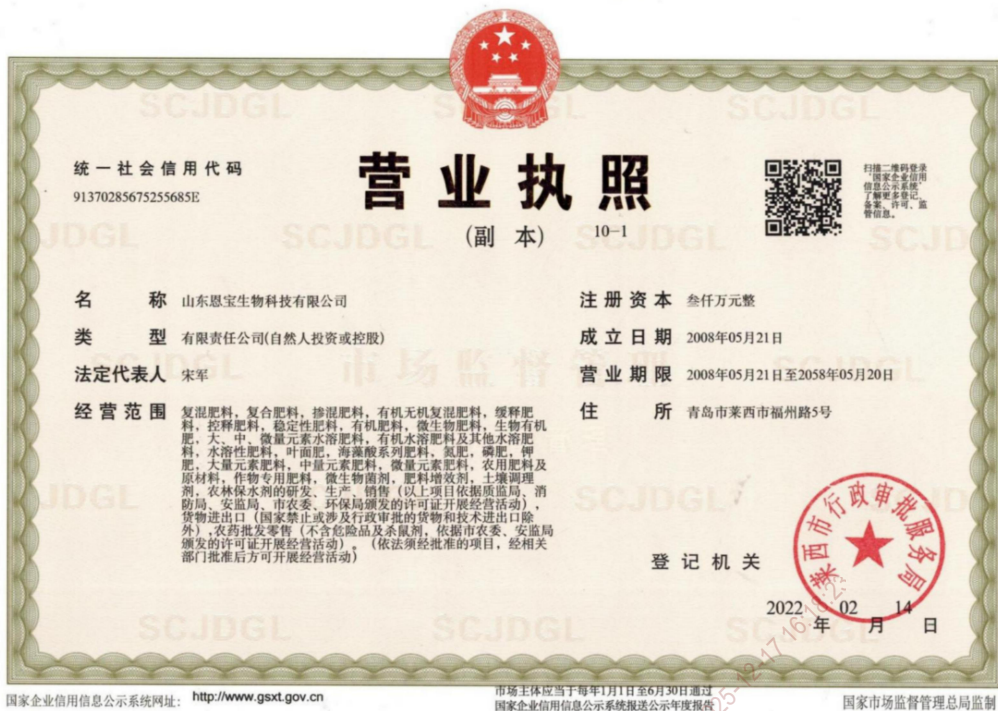 统一社会信用代码
91370285675255685E
营业执照
(副 本) 10-1
扫描二维码登录
“国家企业信用
信息公示系统”
了解更多登记、
备案、许可、监
管信息。
名 称 山东恩宝生物科技有限公司
类 型 有限责任公司(自然人投资或控股)
法定代表人 宋军
经营范围 复混肥料，复合肥料，掺混肥料，有机无机复混肥料，缓释肥
料，控释肥料，稳定性肥料，有机肥料，微生物肥料，生物有机
肥，大、中、微量元素水溶肥料，有机水溶肥料及其他水溶肥
料，水溶性肥料，叶面肥，海藻酸系列肥料，氮肥，磷肥，钾
肥，大量元素肥料，中量元素肥料，微量元素肥料，农用肥料及
原材料，作物专用肥料，微生物菌剂，肥料增效剂，土壤调理
剂，农林保水剂的研发、生产、销售（以上项目依据质监局、消
防局、安监局、市农委、环保局颁发的许可证开展经营活动），
货物进出口（国家禁止或涉及行政审批的货物和技术进出口除
外）,农药批发零售（不含危险品及杀鼠剂，依据市农委、安监局
颁发的许可证开展经营活动）。（依法须经批准的项目，经相关
部门批准后方可开展经营活动）
注册资本 叁仟万元整
成立日期 2008年05月21日
营业期限 2008年05月21日至2058年05月20日
住 所 青岛市莱西市福州路5号
登记机关
莱西市行政审批服务局
2022年 02月 14日
25-12-17 16:18:23
国家企业信用信息公示系统网址: http://www.gsxt.gov.cn
市场主体应当于每年1月1日至6月30日通过
国家企业信用信息公示系统报送公示年度报告
国家市场监督管理总局监制